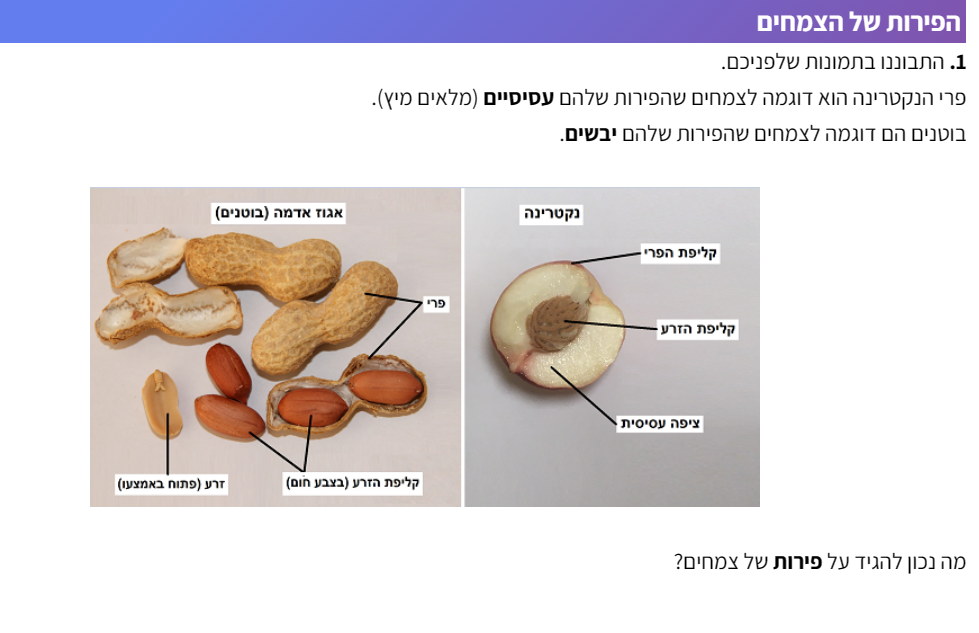 הפירות של הצמחים
1. התבוננו בתמונות שלפניכם.
פרי הנקטרינה הוא דוגמה לצמחים שהפירות שלהם עסיסיים (מלאים מיץ).
בוטנים הם דוגמה לצמחים שהפירות שלהם יבשים.
נקטרינה
קליפת הפרי
קליפת הזרע
ציפה עסיסית
אגוז אדמה (בוטנים)
פרי
קליפת הזרע (בצבע חום)
זרע (פתוח באמצעו)
מה נכון להגיד על פירות של צמחים?